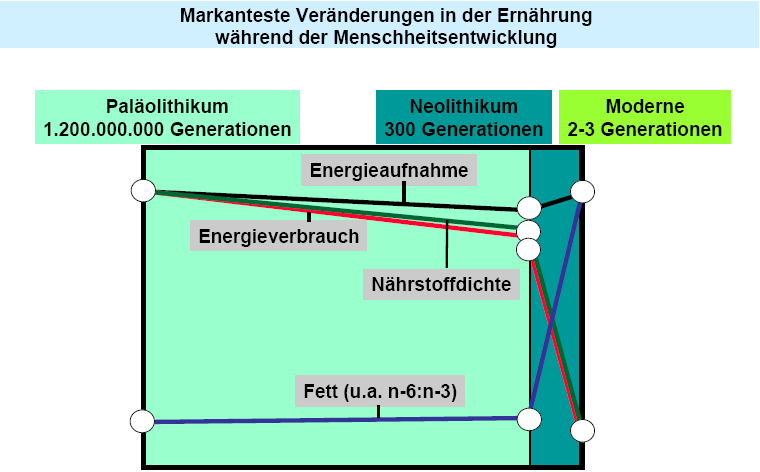 Markanteste Veränderungen in der Ernährung
während der Menschheitsentwicklung
Paläolithikum
1.200.000.000 Generationen
Neolithikum
300 Generationen
Moderne
2-3 Generationen
Energieaufnahme
Energieverbrauch
Nährstoffdichte
Fett (u.a. n-6:n-3)